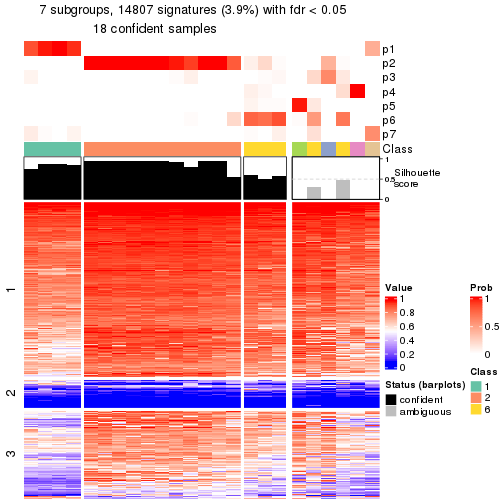 7 subgroups, 14807 signatures (3.9%) with fdr < 0.05
18 confident samples
p1
p2
p3
p4
p5
p6
p7
Class
1
0.5
0
Silhouette
score
1
2
3
Value
1
0.8
0.6
0.4
0.2
0
Prob
1
0.5
0
Status (barplots)
confident
ambiguous
Class
1
2
6